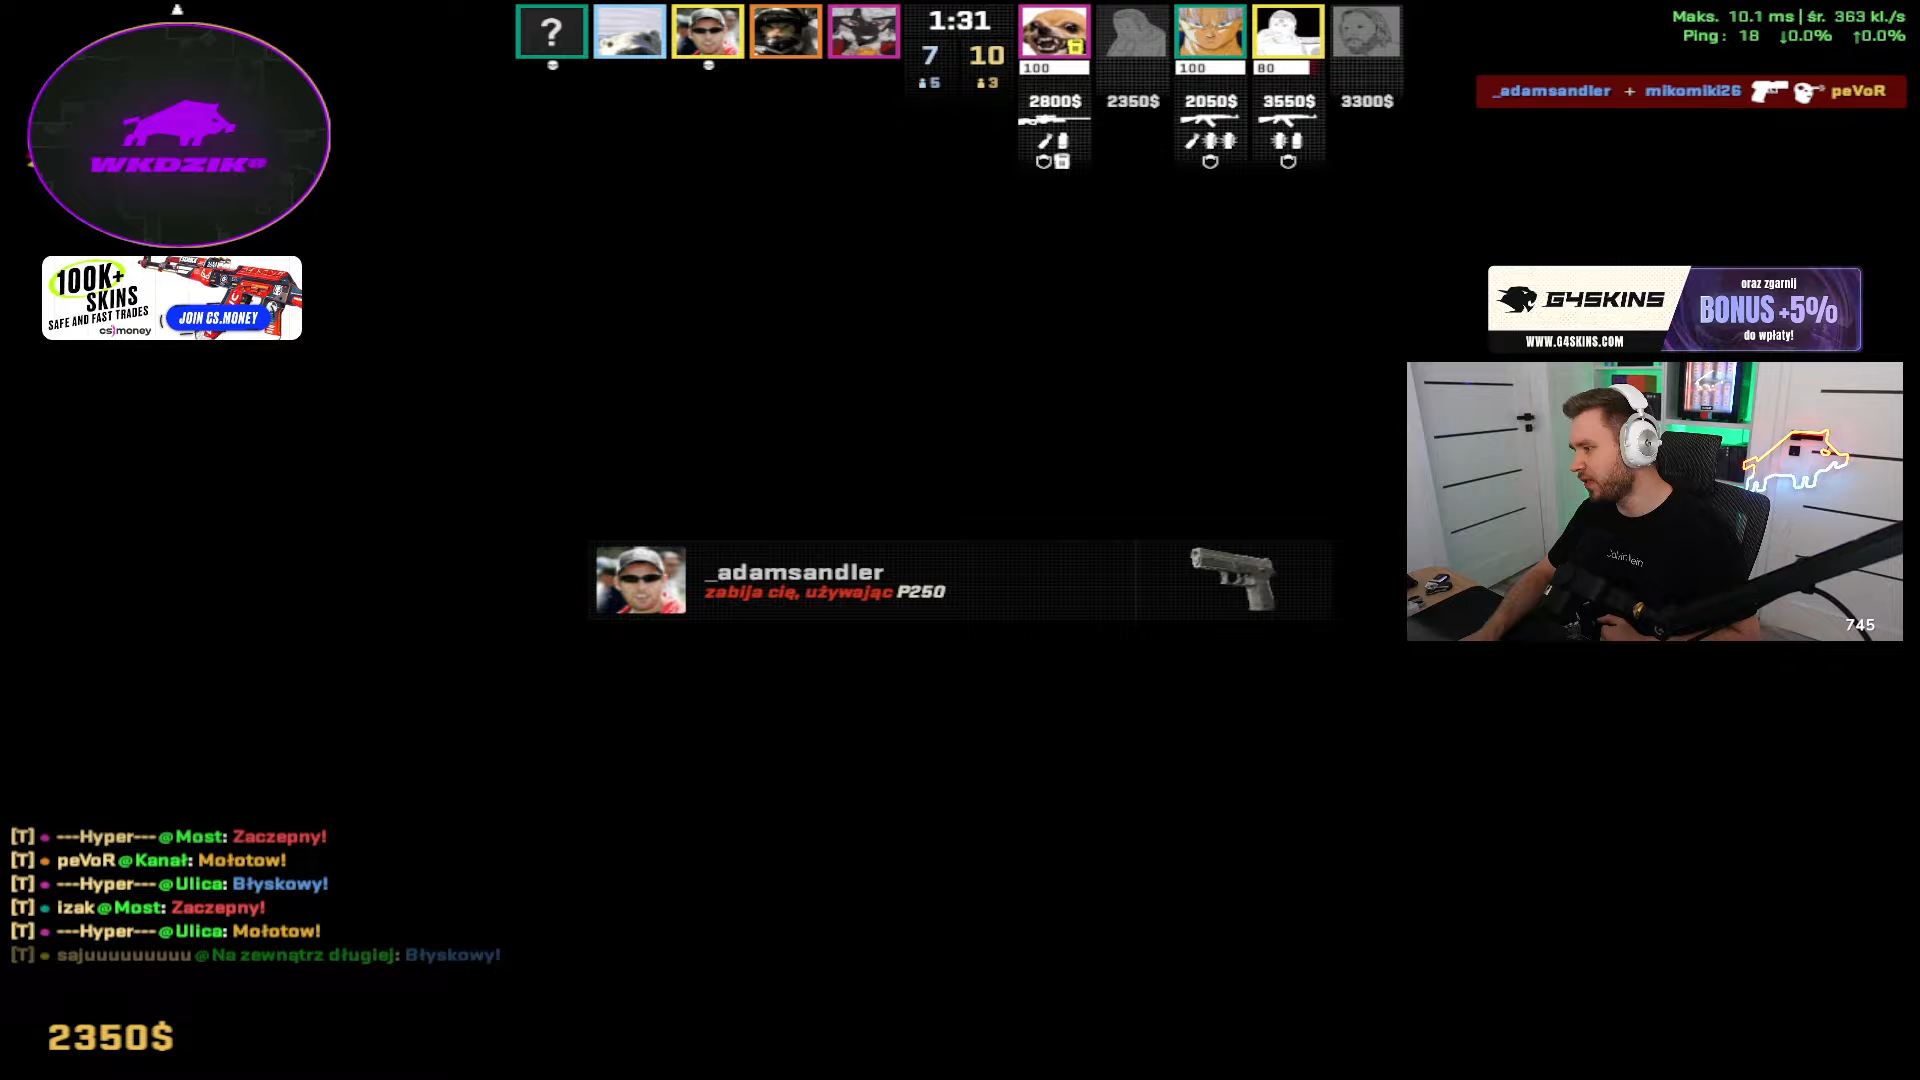 WKDZIK
100K+
SKINS
SAFE AND FAST TRADES
cs)money
JOIN CS.MONEY
?
1:31
7 10
5 3
100
100
80
2800$ 2350$ 2050$ 3550$ 3300$
Maks. 10.1 ms | śr. 363 kl./s
Ping: 18 ↓0.0% ↑0.0%
_adamsandler + mikomiki26 peVoR
G4SKINS
WWW.G4SKINS.COM
oraz zgarnij
BONUS +5%
do wpłaty!
Calvin Klein
745
_adamsandler
zabija cię, używając P250
[T] • ---Hyper---@Most: Zaczepny!
[T] • peVoR@Kanał: Mołotow!
[T] • ---Hyper---@Ulica: Błyskowy!
[T] • izak@Most: Zaczepny!
[T] • ---Hyper---@Ulica: Mołotow!
[T] • sajuuuuuuuuu@Na zewnątrz długiej: Błyskowy!
2350$